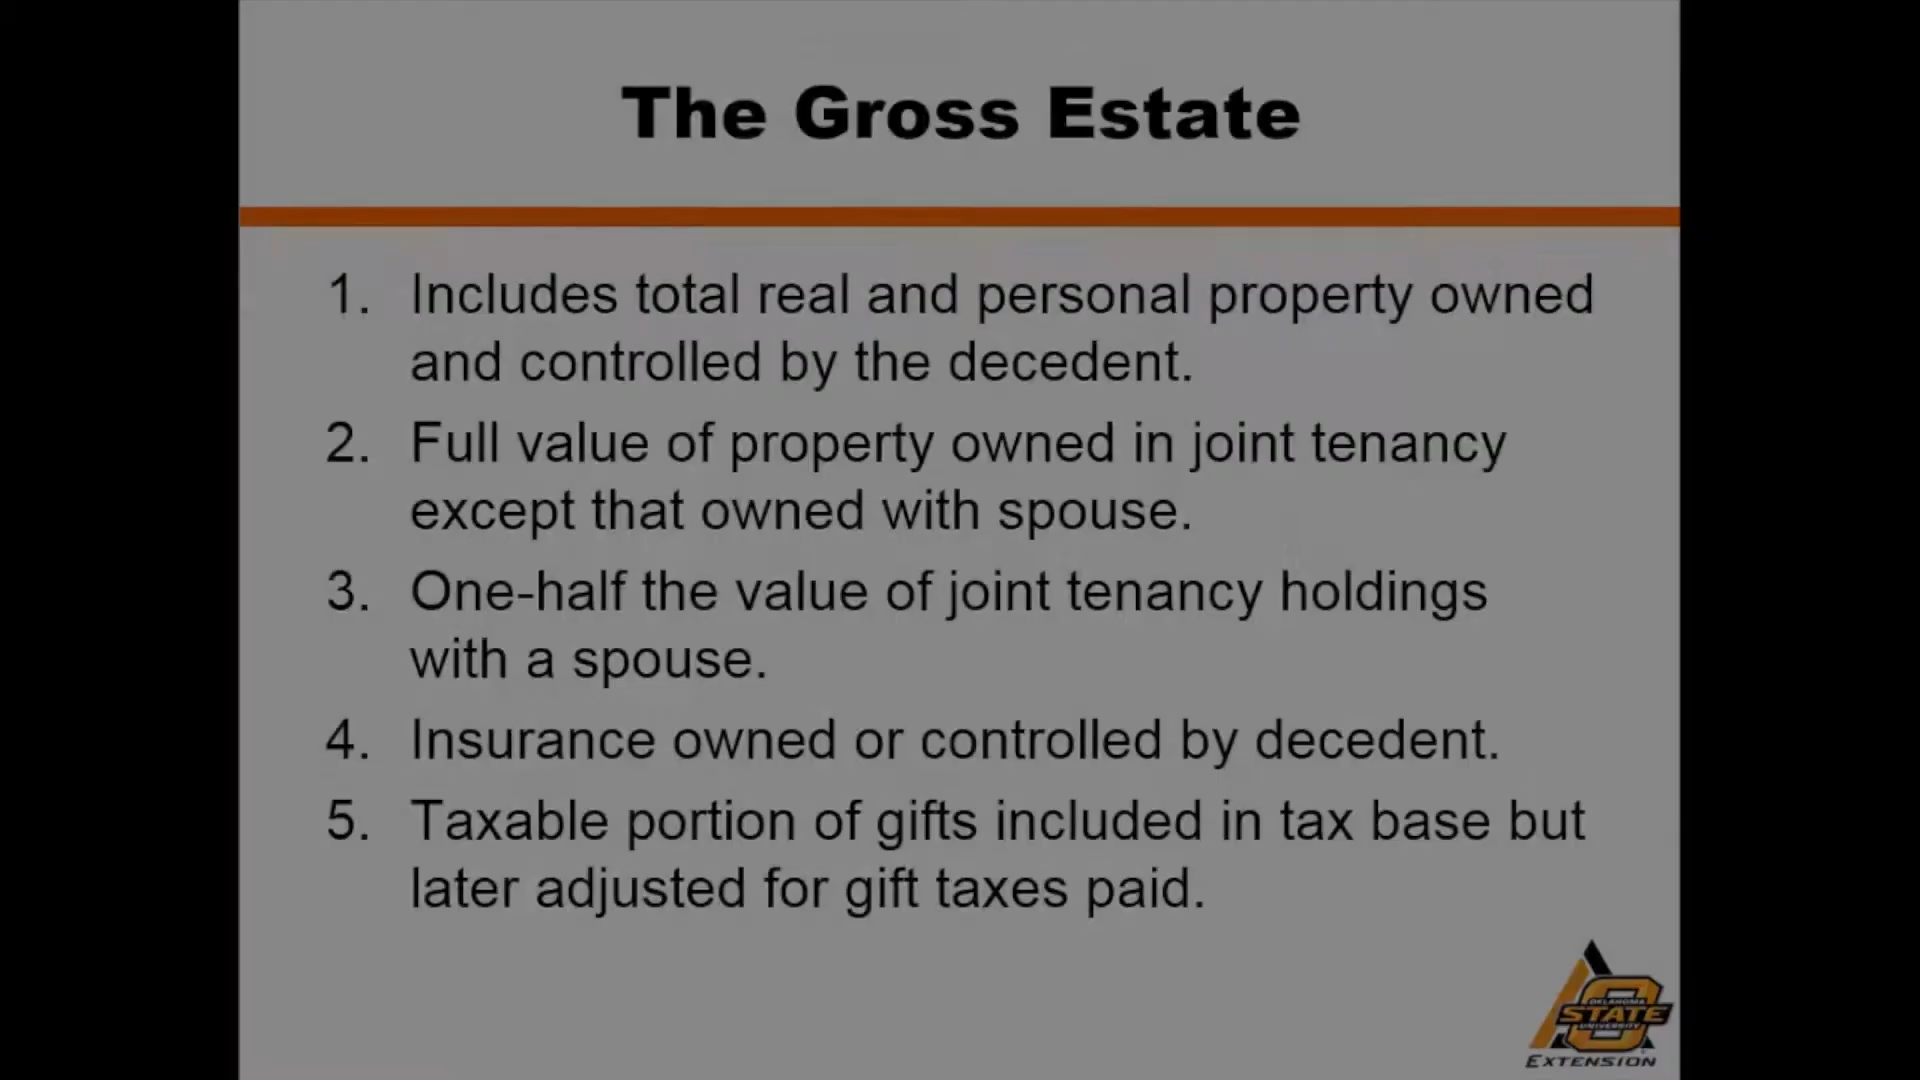 The Gross Estate
1. Includes total real and personal property owned
and controlled by the decedent.
2. Full value of property owned in joint tenancy
except that owned with spouse.
3. One-half the value of joint tenancy holdings
with a spouse.
4. Insurance owned or controlled by decedent.
5. Taxable portion of gifts included in tax base but
later adjusted for gift taxes paid.
OKLAHOMA
STATE
UNIVERSITY
EXTENSION